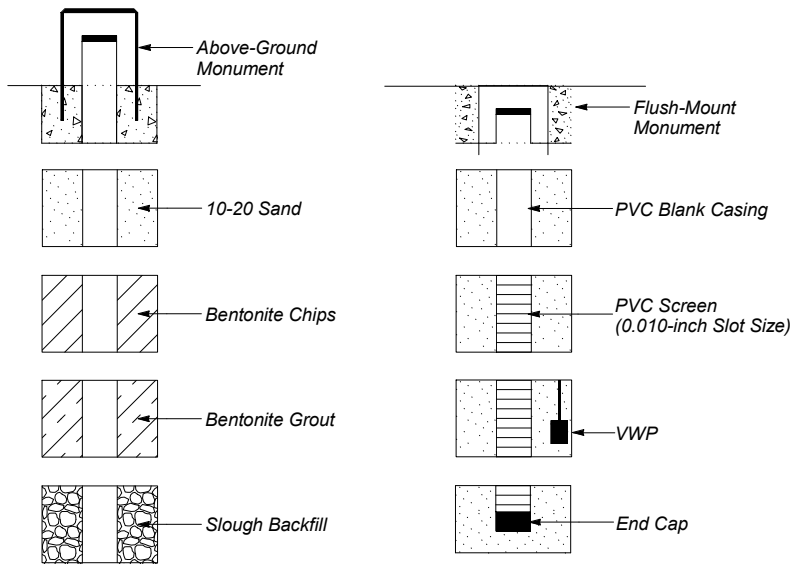 Above-Ground
Monument
10-20 Sand
Bentonite Chips
Bentonite Grout
Slough Backfill
Flush-Mount
Monument
PVC Blank Casing
PVC Screen
(0.010-inch Slot Size)
VWP
End Cap